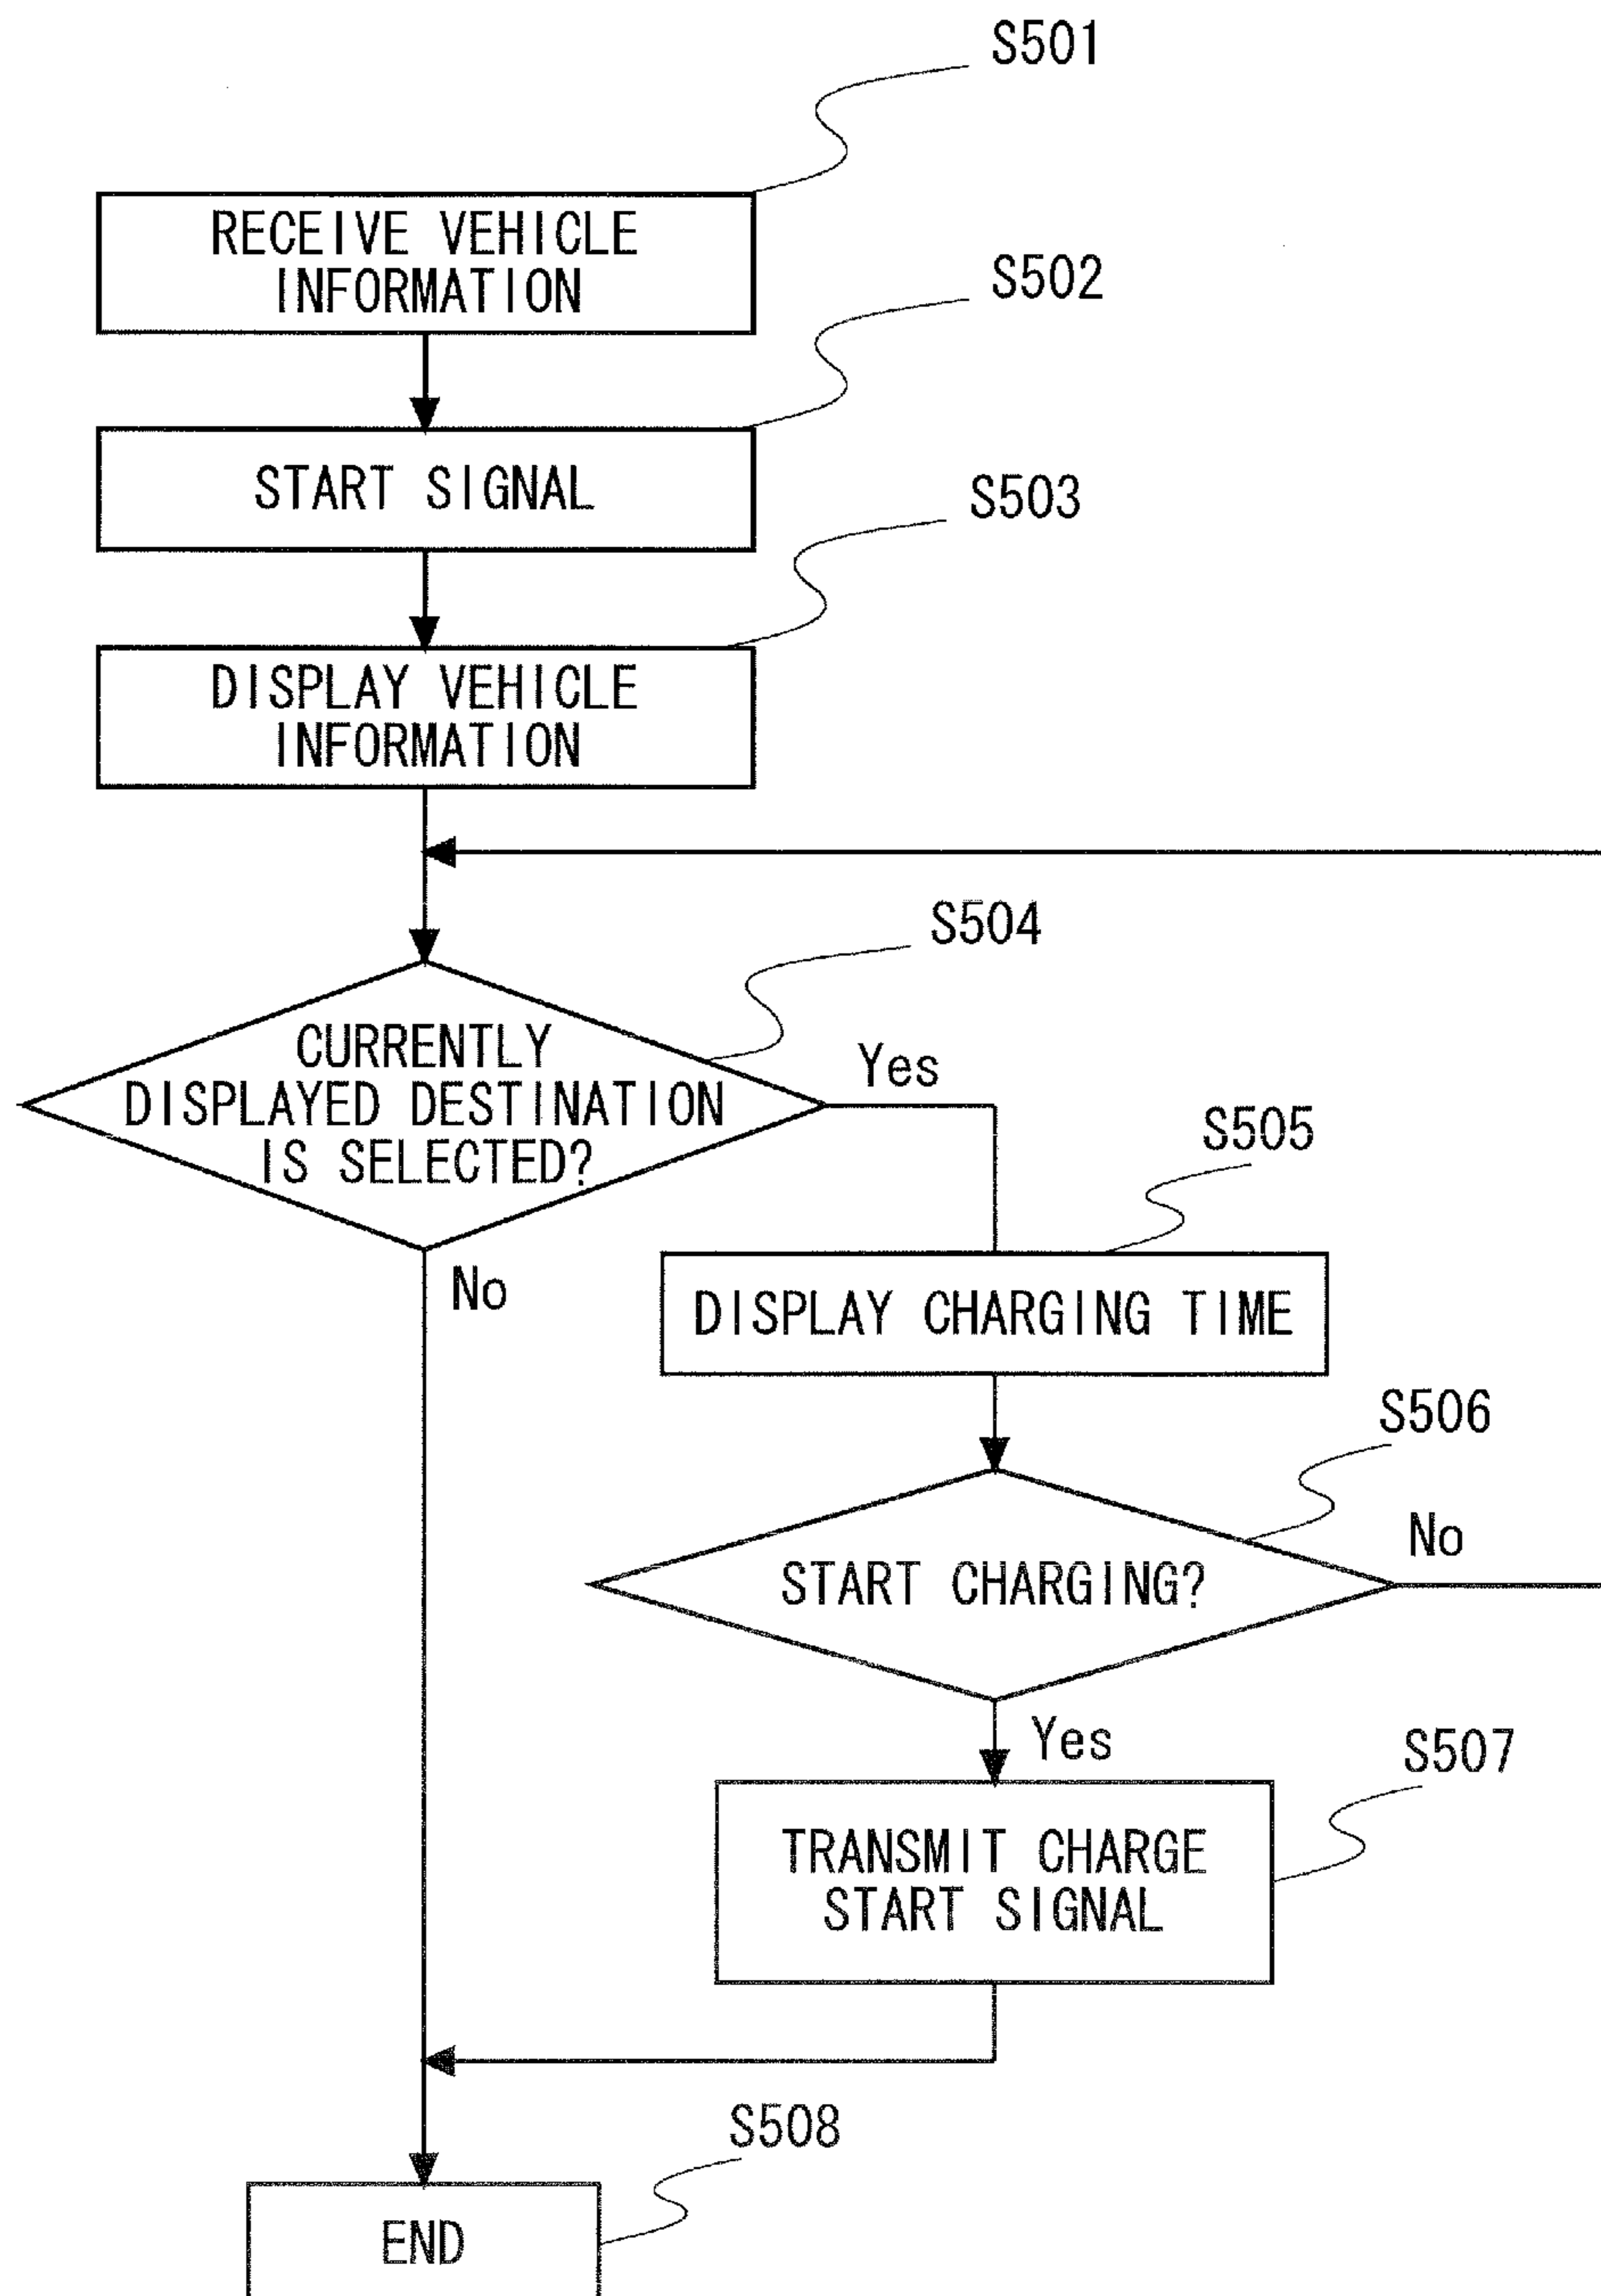 S501
RECEIVE VEHICLE
INFORMATION
S502
START SIGNAL
S503
DISPLAY VEHICLE
INFORMATION
S504
CURRENTLY
DISPLAYED DESTINATION
IS SELECTED?
Yes
No
S505
DISPLAY CHARGING TIME
S506
START CHARGING?
No
Yes
S507
TRANSMIT CHARGE
START SIGNAL
S508
END